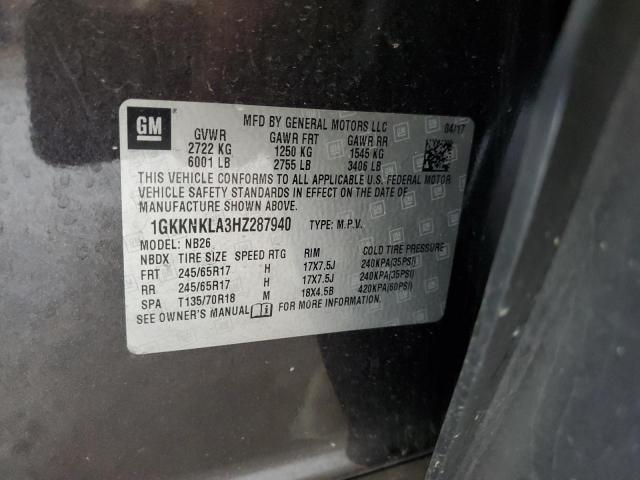 GM
MFD BY GENERAL MOTORS LLC
04/17
GVWR GAWR FRT GAWR RR
2722 KG 1250 KG 1545 KG
6001 LB 2755 LB 3406 LB
THIS VEHICLE CONFORMS TO ALL APPLICABLE U.S. FEDERAL MOTOR
VEHICLE SAFETY STANDARDS IN EFFECT ON THE DATE OF
MANUFACTURE SHOWN ABOVE.
1GKKNKLA3HZ287940 TYPE: M.P.V.
MODEL: NB26
NBDX TIRE SIZE SPEED RTG RIM COLD TIRE PRESSURE
FRT 245/65R17 H 17X7.5J 240KPA(35PSI)
RR 245/65R17 H 17X7.5J 240KPA(35PSI)
SPA T135/70R18 M 18X4.5B 420KPA(60PSI)
SEE OWNER'S MANUAL FOR MORE INFORMATION.